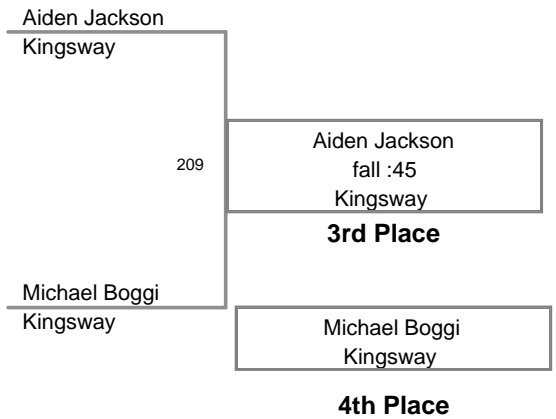 Aiden Jackson
Kingsway
209
Aiden Jackson
fall :45
Kingsway
3rd Place
Michael Boggi
Kingsway
Michael Boggi
Kingsway
4th Place